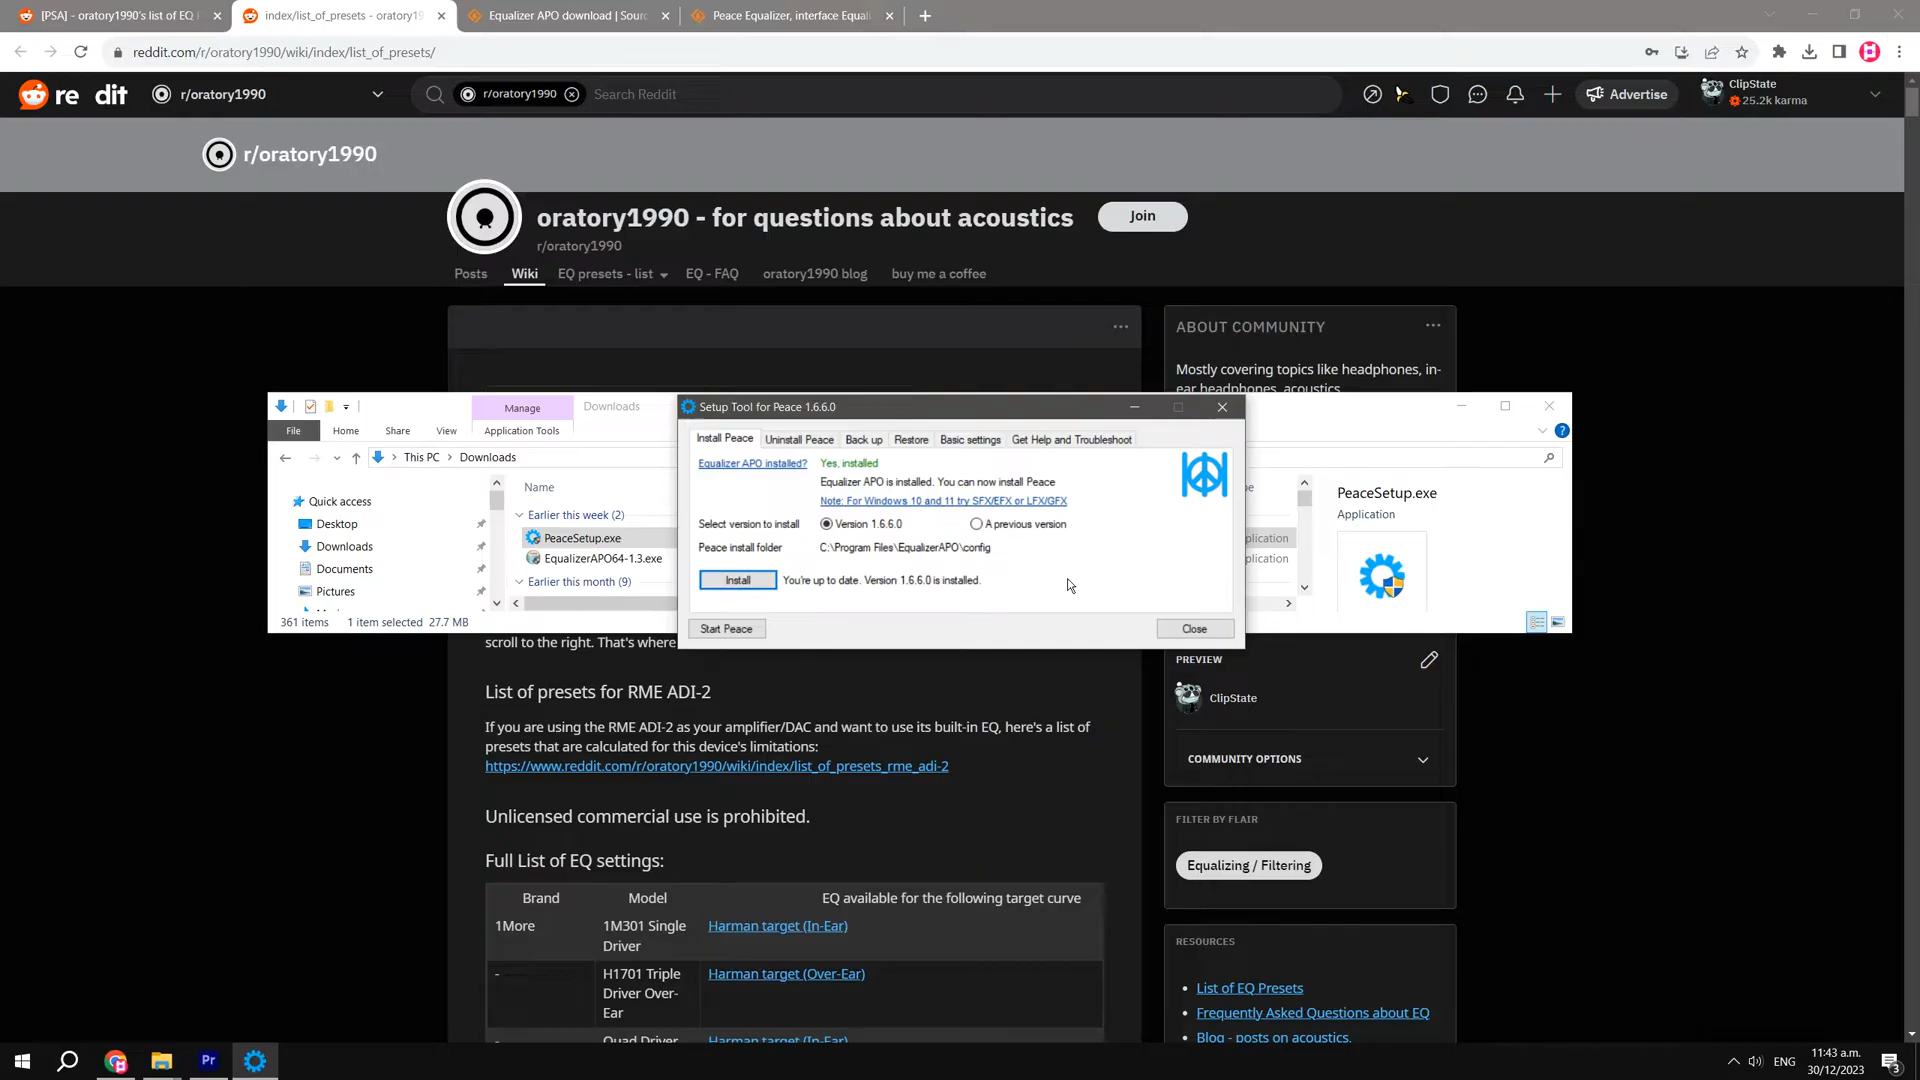 [PSA] - oratory1990's list of EQ
index/list_of_presets - oratory19
Equalizer APO download | Sourc
Peace Equalizer, interface Equali
reddit.com/r/oratory1990/wiki/index/list_of_presets/
re dit
r/oratory1990
r/oratory1990
Search Reddit
Advertise
ClipState
25.2k karma
r/oratory1990
oratory1990 - for questions about acoustics
Join
r/oratory1990
Posts
Wiki
EQ presets - list
EQ - FAQ
oratory1990 blog
buy me a coffee
ABOUT COMMUNITY
Mostly covering topics like headphones, in-
ear headphones, acoustics
Manage
Downloads
File
Home
Share
View
Application Tools
This PC
Downloads
Quick access
Desktop
Downloads
Documents
Pictures
Name
Earlier this week (2)
PeaceSetup.exe
EqualizerAPO64-1.3.exe
Earlier this month (9)
361 items
1 item selected 27.7 MB
Setup Tool for Peace 1.6.6.0
Install Peace
Uninstall Peace
Back up
Restore
Basic settings
Get Help and Troubleshoot
Equalizer APO installed?
Yes, installed
Equalizer APO is installed. You can now install Peace
Note: For Windows 10 and 11 try SFX/EFX or LFX/GFX
Select version to install
Version 1.6.6.0
A previous version
Peace install folder
C:\Program Files\EqualizerAPO\config
Install
You're up to date. Version 1.6.6.0 is installed.
Start Peace
Close
plication
plication
PeaceSetup.exe
Application
scroll to the right. That's where
List of presets for RME ADI-2
If you are using the RME ADI-2 as your amplifier/DAC and want to use its built-in EQ, here's a list of
presets that are calculated for this device's limitations:
https://www.reddit.com/r/oratory1990/wiki/index/list_of_presets_rme_adi-2
Unlicensed commercial use is prohibited.
Full List of EQ settings:
Brand
Model
EQ available for the following target curve
1More
1M301 Single
Driver
Harman target (In-Ear)
-
H1701 Triple
Driver Over-
Ear
Harman target (Over-Ear)
Quad Driver
Harman target (In-Ear)
PREVIEW
ClipState
COMMUNITY OPTIONS
FILTER BY FLAIR
Equalizing / Filtering
RESOURCES
List of EQ Presets
Frequently Asked Questions about EQ
Blog - posts on acoustics,
Pr
ENG
11:43 a.m.
30/12/2023
3